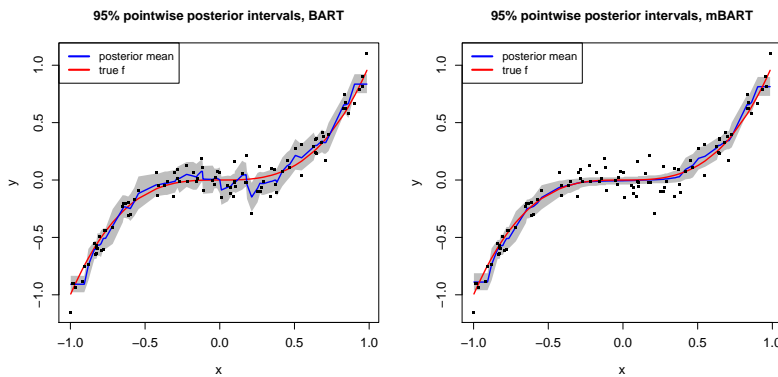 95% pointwise posterior intervals, BART
posterior mean
true f
1.0
0.5
0.0
−0.5
−1.0
y
−1.0 −0.5 0.0 0.5 1.0
x
95% pointwise posterior intervals, mBART
posterior mean
true f
1.0
0.5
0.0
−0.5
−1.0
y
−1.0 −0.5 0.0 0.5 1.0
x